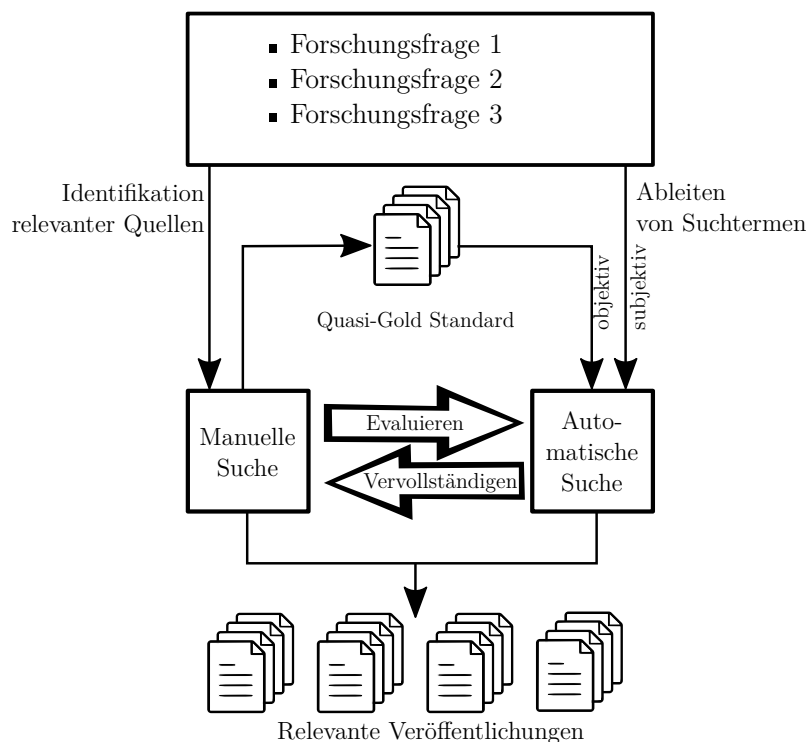 ▪ Forschungsfrage 1
▪ Forschungsfrage 2
▪ Forschungsfrage 3
Identifikation
relevanter Quellen
Ableiten
von Suchtermen
objektiv
subjektiv
Quasi-Gold Standard
Manuelle
Suche
Evaluieren
Vervollständigen
Auto-
matische
Suche
Relevante Veröffentlichungen